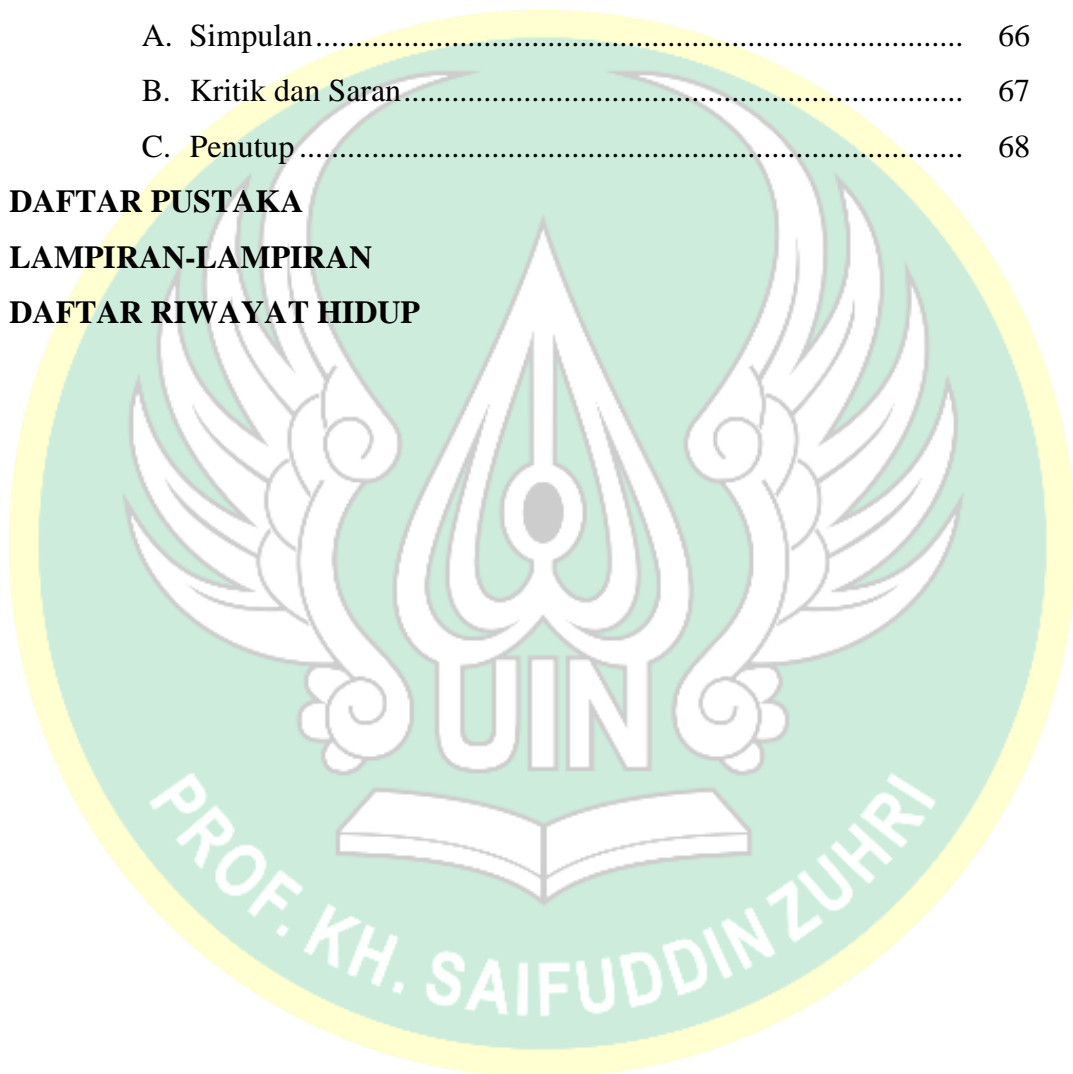 A. Simpulan................................................................................. 66
B. Kritik dan Saran...................................................................... 67
C. Penutup................................................................................... 68
DAFTAR PUSTAKA
LAMPIRAN-LAMPIRAN
DAFTAR RIWAYAT HIDUP
UIN
PROF. KH. SAIFUDDIN ZUHRI